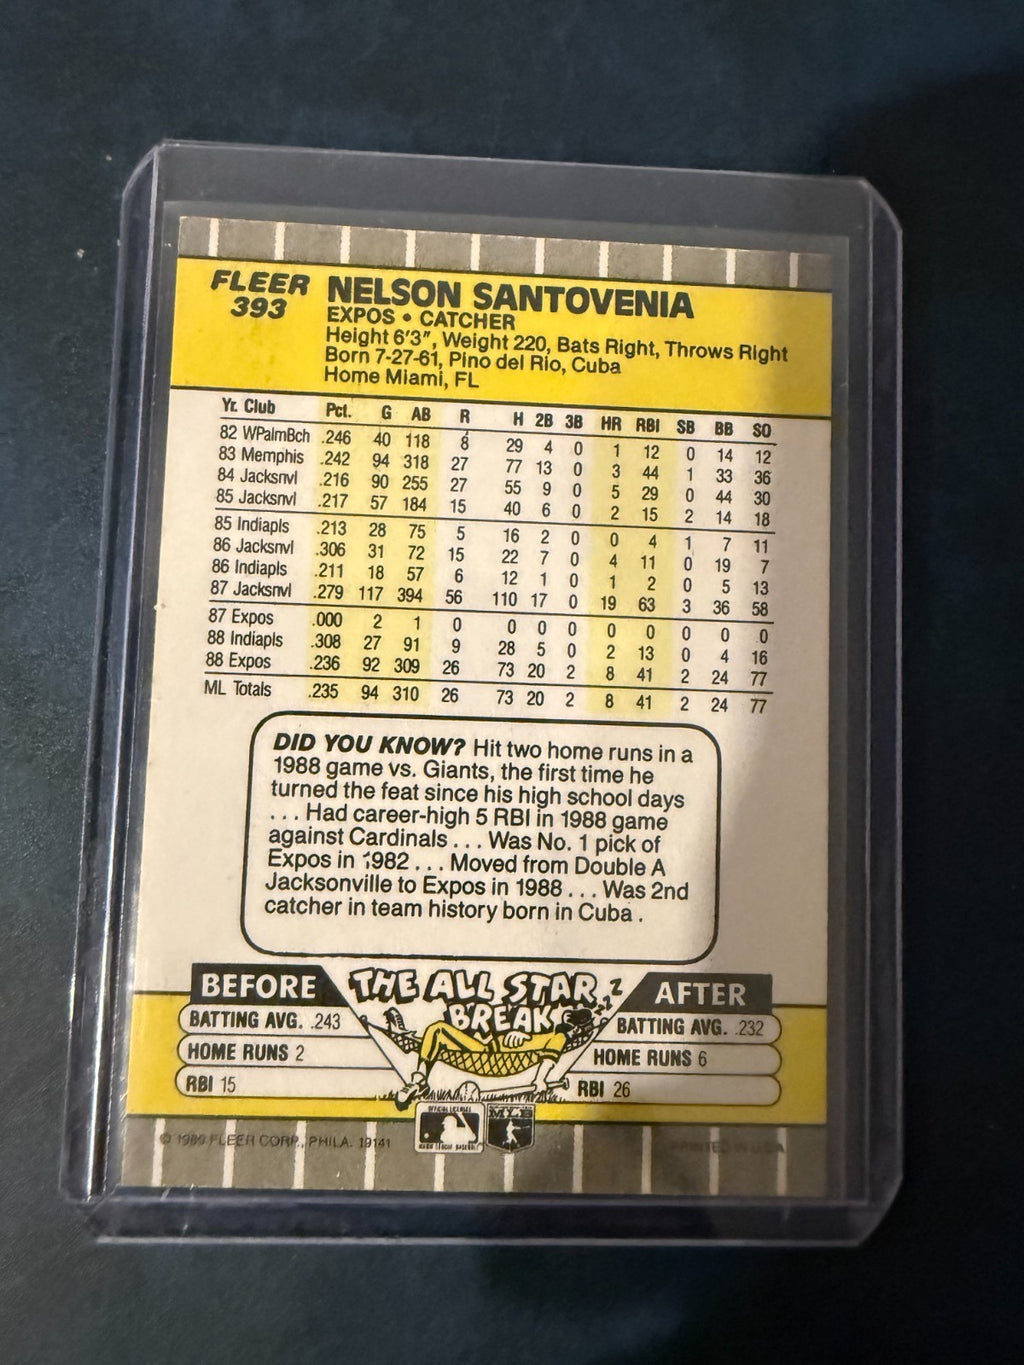 FLEER
393
NELSON SANTOVENIA
EXPOS • CATCHER
Height 6'3", Weight 220, Bats Right, Throws Right
Born 7-27-61, Pino del Rio, Cuba
Home Miami, FL
Yr. Club Pct. G AB R H 2B 3B HR RBI SB BB SO
82 WPalmBch .246 40 118 8 29 4 0 1 12 0 14 12
83 Memphis .242 94 318 27 77 13 0 3 44 1 33 36
84 Jacksnvl .216 90 255 27 55 9 0 5 29 0 44 30
85 Jacksnvl .217 57 184 15 40 6 0 2 15 2 14 18
85 Indiapls .213 28 75 5 16 2 0 0 4 1 7 11
86 Jacksnvl .306 31 72 15 22 7 0 4 11 0 19 7
86 Indiapls .211 18 57 6 12 1 0 1 2 0 5 13
87 Jacksnvl .279 117 394 56 110 17 0 19 63 3 36 58
87 Expos .000 2 1 0 0 0 0 0 0 0 0 0
88 Indiapls .308 27 91 9 28 5 0 2 13 0 4 16
88 Expos .236 92 309 26 73 20 2 8 41 2 24 77
ML Totals .235 94 310 26 73 20 2 8 41 2 24 77
DID YOU KNOW? Hit two home runs in a
1988 game vs. Giants, the first time he
turned the feat since his high school days
. . . Had career-high 5 RBI in 1988 game
against Cardinals . . . Was No. 1 pick of
Expos in 1982 . . . Moved from Double A
Jacksonville to Expos in 1988 . . . Was 2nd
catcher in team history born in Cuba .
BEFORE
BATTING AVG. .243
HOME RUNS 2
RBI 15
THE ALL STAR
BREAK
ZZZ
AFTER
BATTING AVG. .232
HOME RUNS 6
RBI 26
MLB
© 1989 FLEER CORP., PHILA. 19141
PRINTED IN U.S.A.